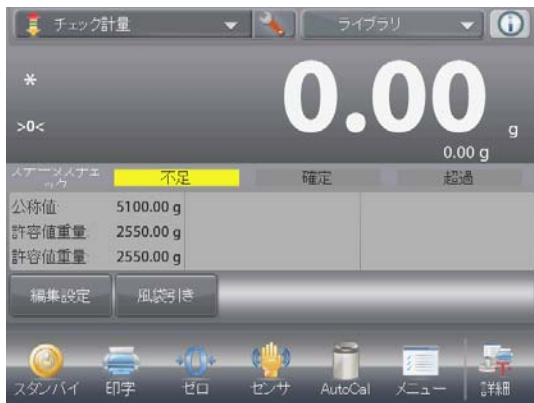 チェック計量 ライブラリ
*
0.00 g
>0<
0.00 g
ステータスチェック 不足 確定 超過
公称値: 5100.00 g
許容値重量: 2550.00 g
許容値重量: 2550.00 g
編集設定 風袋引き
スタンバイ 印字 ゼロ センサ AutoCal メニュー 詳細